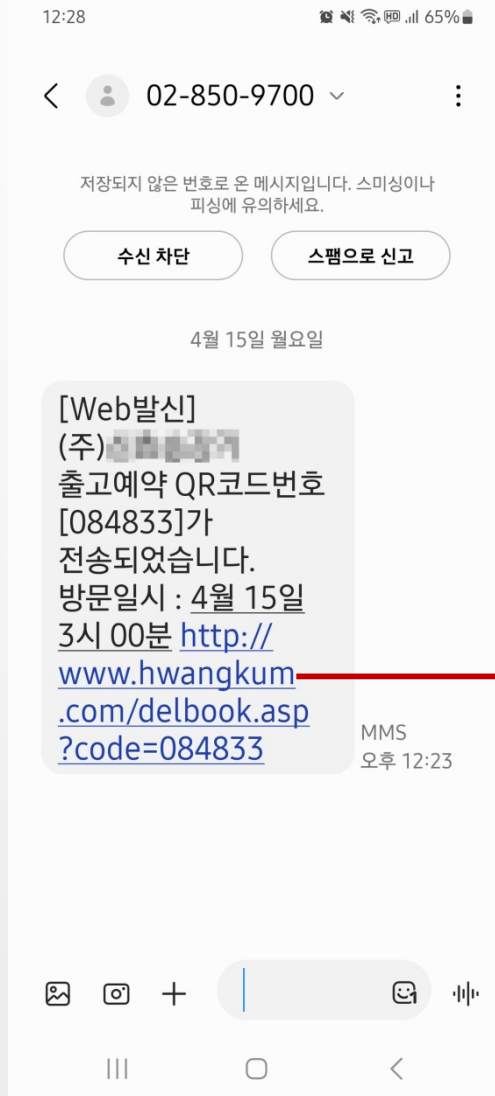 12:28
65%
02-850-9700
저장되지 않은 번호로 온 메시지입니다. 스미싱이나
피싱에 유의하세요.
수신 차단
스팸으로 신고
4월 15일 월요일
[Web발신]
(주)
출고예약 QR코드번호
[084833]가
전송되었습니다.
방문일시 : 4월 15일
3시 00분 http://
www.hwangkum
.com/delbook.asp
?code=084833
MMS
오후 12:23